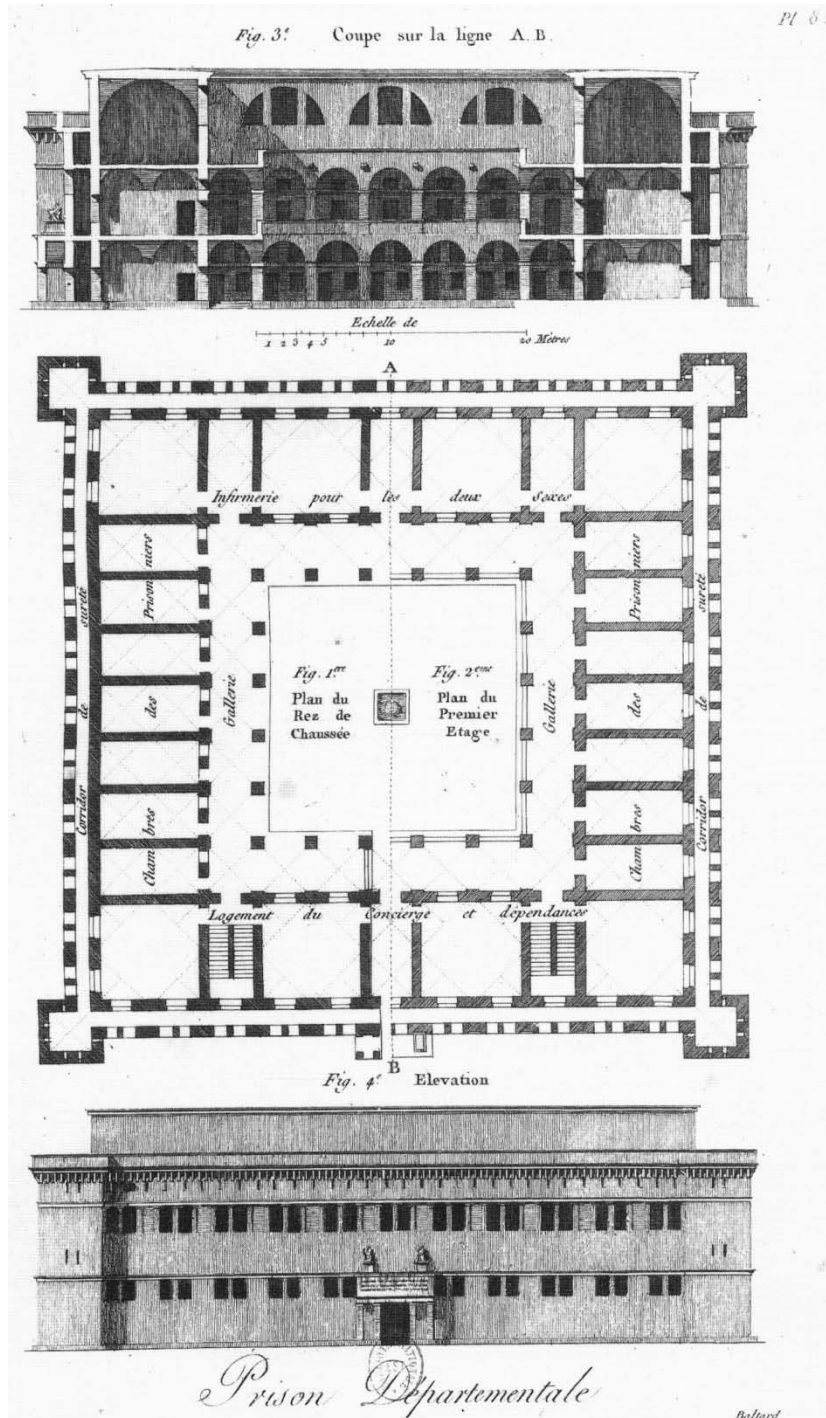 Pl 8
Fig. 3.e Coupe sur la ligne A. B.
Echelle de
1 2 3 4 5 10 20 Mètres
A
Infirmerie pour les deux Sexes
Corridor de sureté
Chambres des Prisonniers
Gallerie
Fig. 1.re
Plan du
Rez de
Chaussée
Fig. 2.eme
Plan du
Premier
Etage
Gallerie
Chambres des Prisonniers
Corridor de sureté
Logement du Concierge et dépendances
B
Fig. 4.e Elevation
Prison Départementale
Baltard